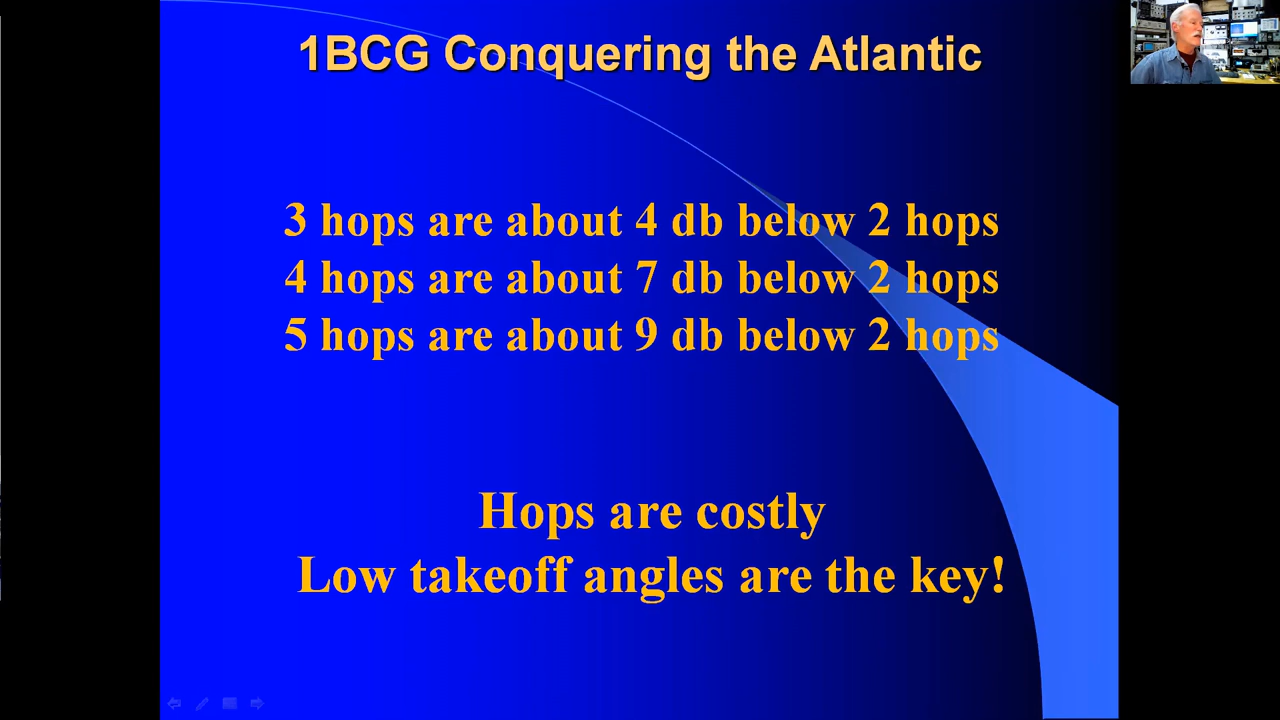 1BCG Conquering the Atlantic
3 hops are about 4 db below 2 hops
4 hops are about 7 db below 2 hops
5 hops are about 9 db below 2 hops
Hops are costly
Low takeoff angles are the key!